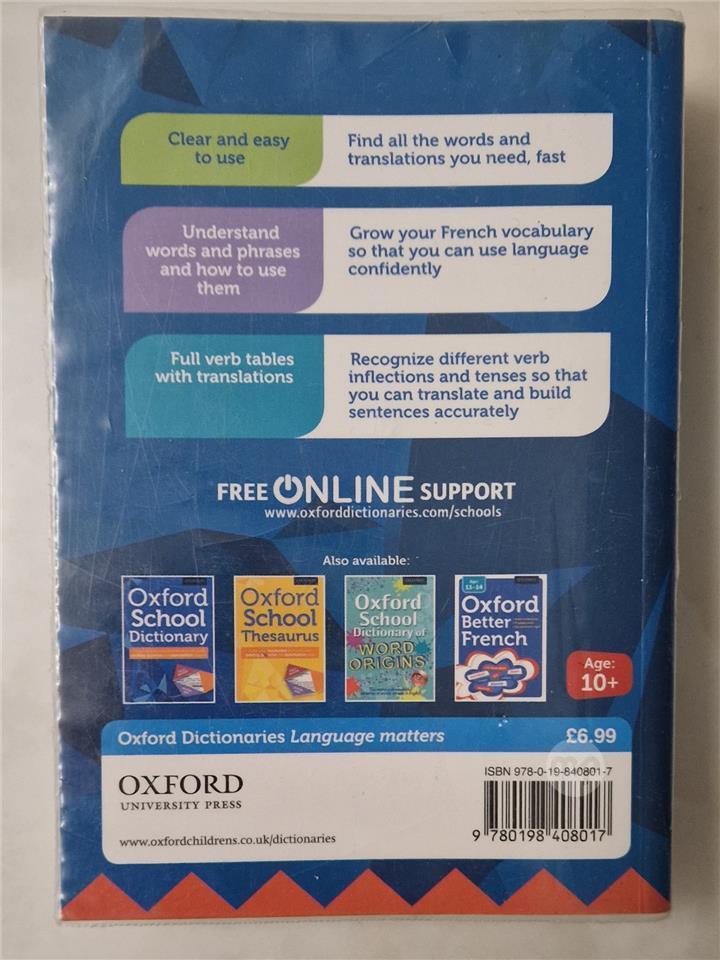 Clear and easy
to use
Find all the words and
translations you need, fast
Understand
words and phrases
and how to use
them
Grow your French vocabulary
so that you can use language
confidently
Full verb tables
with translations
Recognize different verb
inflections and tenses so that
you can translate and build
sentences accurately
FREE ONLINE SUPPORT
www.oxforddictionaries.com/schools
Also available:
Oxford
School
Dictionary
Oxford
School
Thesaurus
Oxford
School
Dictionary of
WORD
ORIGINS
Age:
11-14
Oxford
Better
French
Age:
10+
Oxford Dictionaries Language matters
£6.99
OXFORD
UNIVERSITY PRESS
www.oxfordchildrens.co.uk/dictionaries
ISBN 978-0-19-840801-7
9 780198 408017